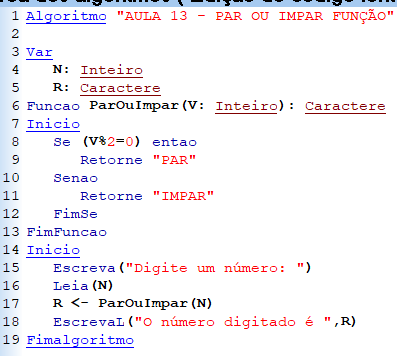 1 Algoritmo "AULA 13 - PAR OU IMPAR FUNÇÃO"
2
3 Var
4 N: Inteiro
5 R: Caractere
6 Funcao ParOuImpar(V: Inteiro): Caractere
7 Inicio
8 Se (V%2=0) entao
9 Retorne "PAR"
10 Senao
11 Retorne "IMPAR"
12 FimSe
13 FimFuncao
14 Inicio
15 Escreva("Digite um número: ")
16 Leia(N)
17 R <- ParOuImpar(N)
18 EscrevaL("O número digitado é ",R)
19 Fimalgoritmo